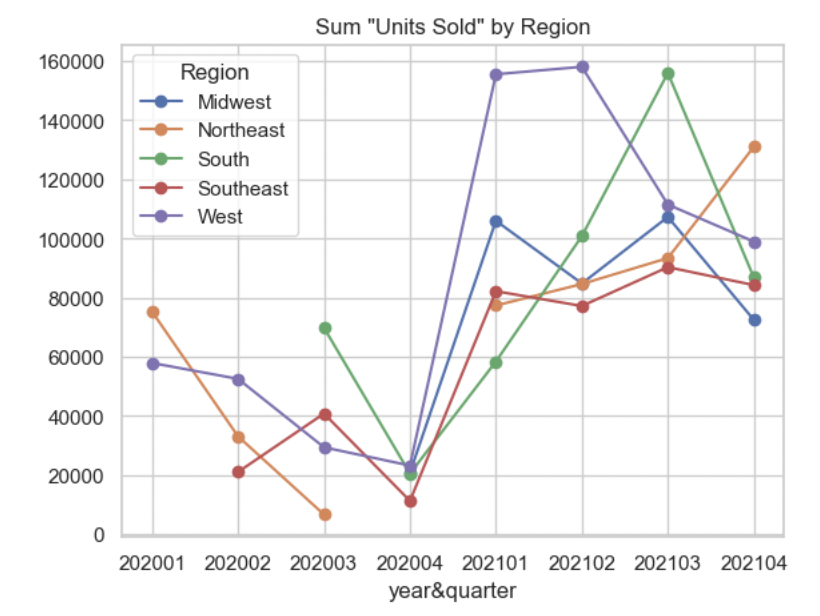 Sum "Units Sold" by Region
160000
140000
120000
100000
80000
60000
40000
20000
0
Region
Midwest
Northeast
South
Southeast
West
202001 202002 202003 202004 202101 202102 202103 202104
year&quarter